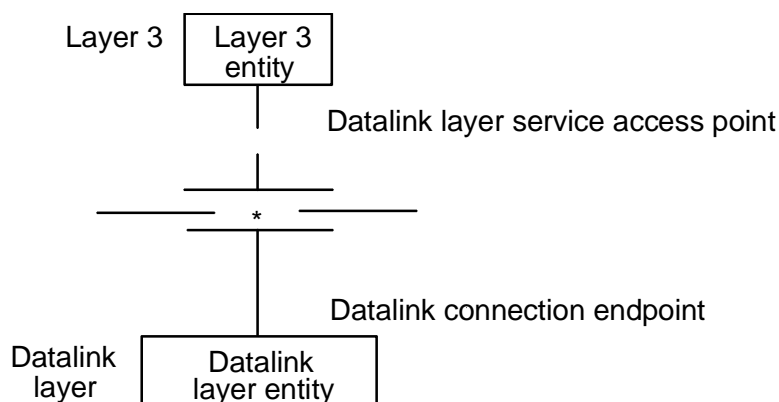 Layer 3
Layer 3
entity
Datalink layer service access point
*
Datalink connection endpoint
Datalink
layer
Datalink
layer entity